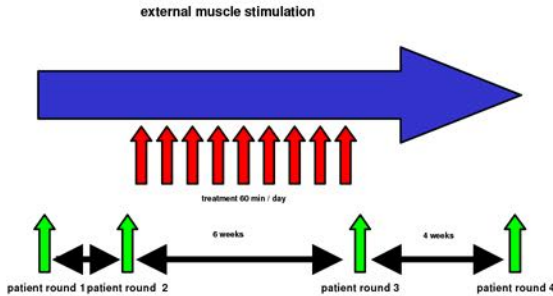 external muscle stimulation
treatment 60 min / day
6 weeks
4 weeks
patient round 1
patient round 2
patient round 3
patient round 4